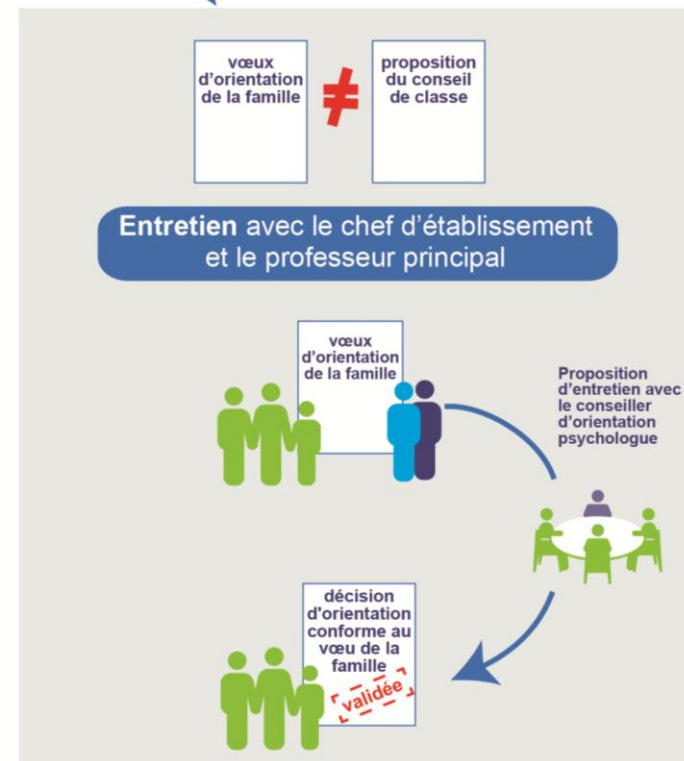 vœux
d'orientation
de la famille
≠
proposition
du conseil
de classe
Entretien avec le chef d'établissement
et le professeur principal
vœux
d'orientation
de la famille
Proposition
d'entretien avec
le conseiller
d'orientation
psychologue
décision
d'orientation
conforme au
vœu de la
famille
validée